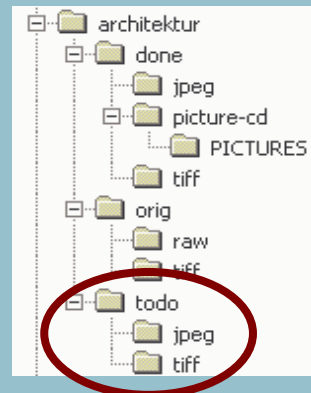 architektur
done
jpeg
picture-cd
PICTURES
tiff
orig
raw
tiff
todo
jpeg
tiff